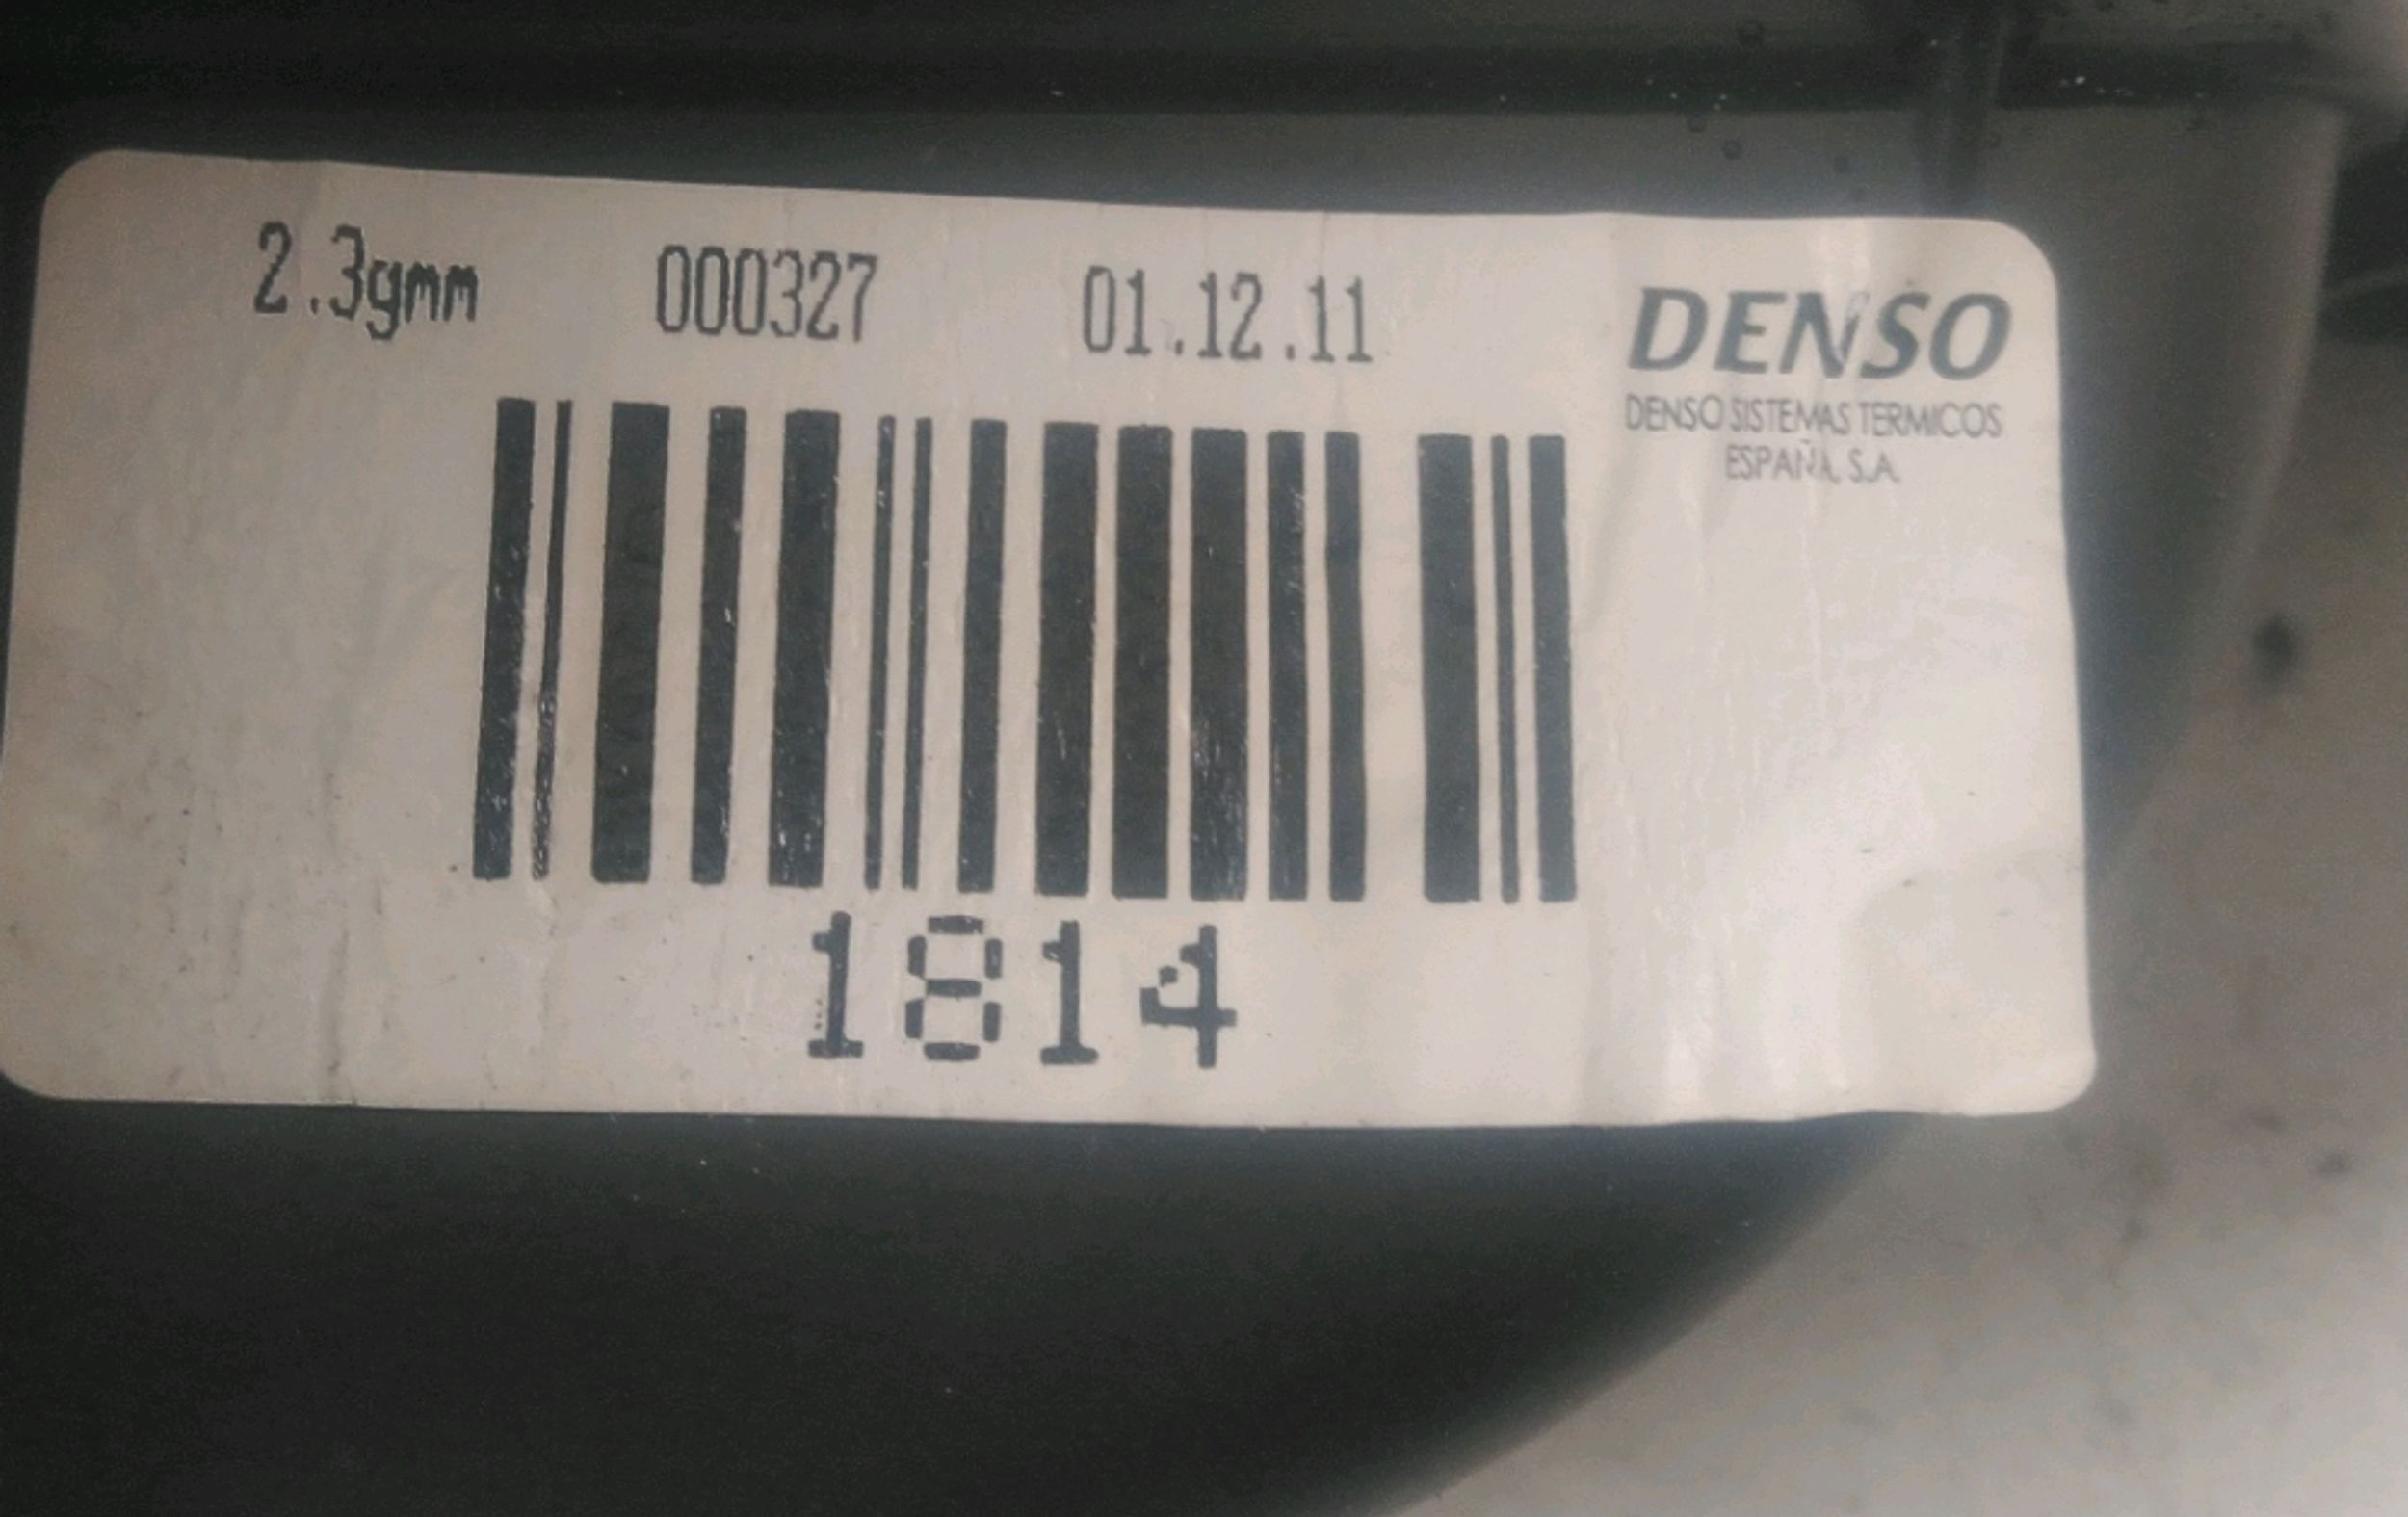 2.3gmm 000327 01.12.11
DENSO
DENSO SISTEMAS TERMICOS
ESPAÑA, S.A.
1814